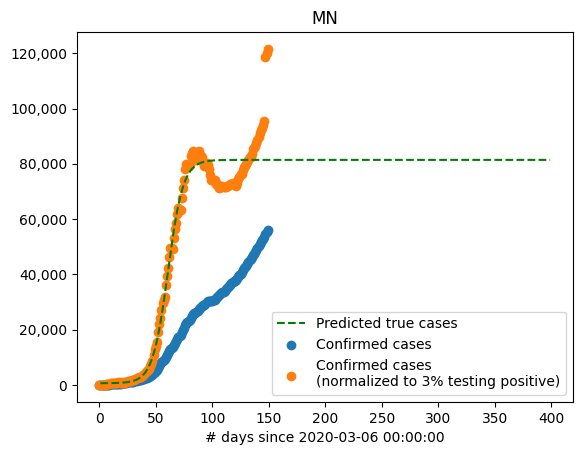 MN
120,000
100,000
80,000
60,000
40,000
20,000
0
0 50 100 150 200 250 300 350 400
# days since 2020-03-06 00:00:00
Predicted true cases
Confirmed cases
Confirmed cases
(normalized to 3% testing positive)